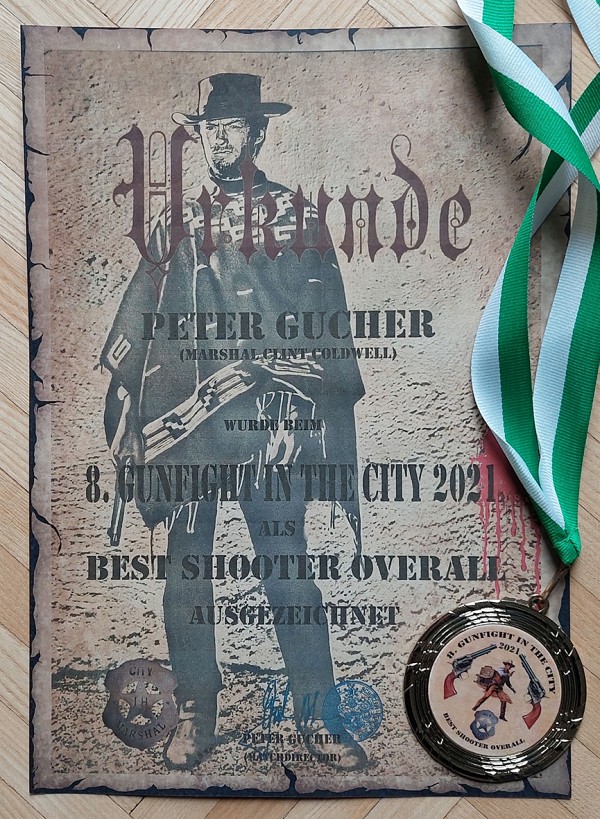 Urkunde
PETER GUCHER
(MARSHAL CLINT COLDWELL)
WURDE BEIM
8. GUNFIGHT IN THE CITY 2021
ALS
BEST SHOOTER OVERALL
AUSGEZEICHNET
CITY
MARSHAL
PETER GUCHER
(MATCHDIRECTOR)
8. GUNFIGHT IN THE CITY
2021
BEST SHOOTER OVERALL